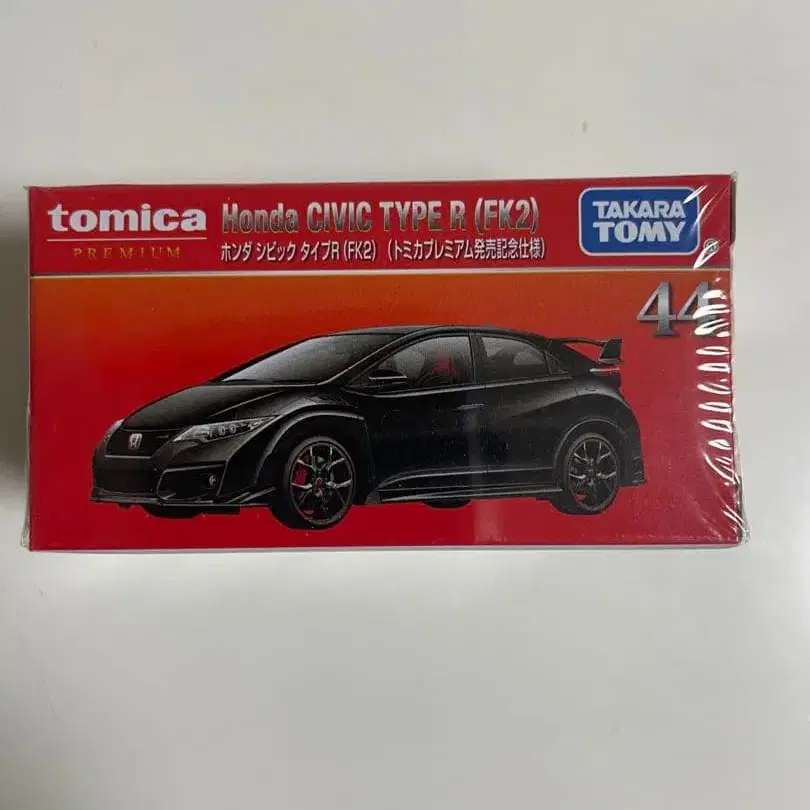 tomica
PREMIUM
Honda CIVIC TYPE R (FK2)
ホンダ シビック タイプR (FK2) (トミカプレミアム発売記念仕様)
TAKARA
TOMY
44